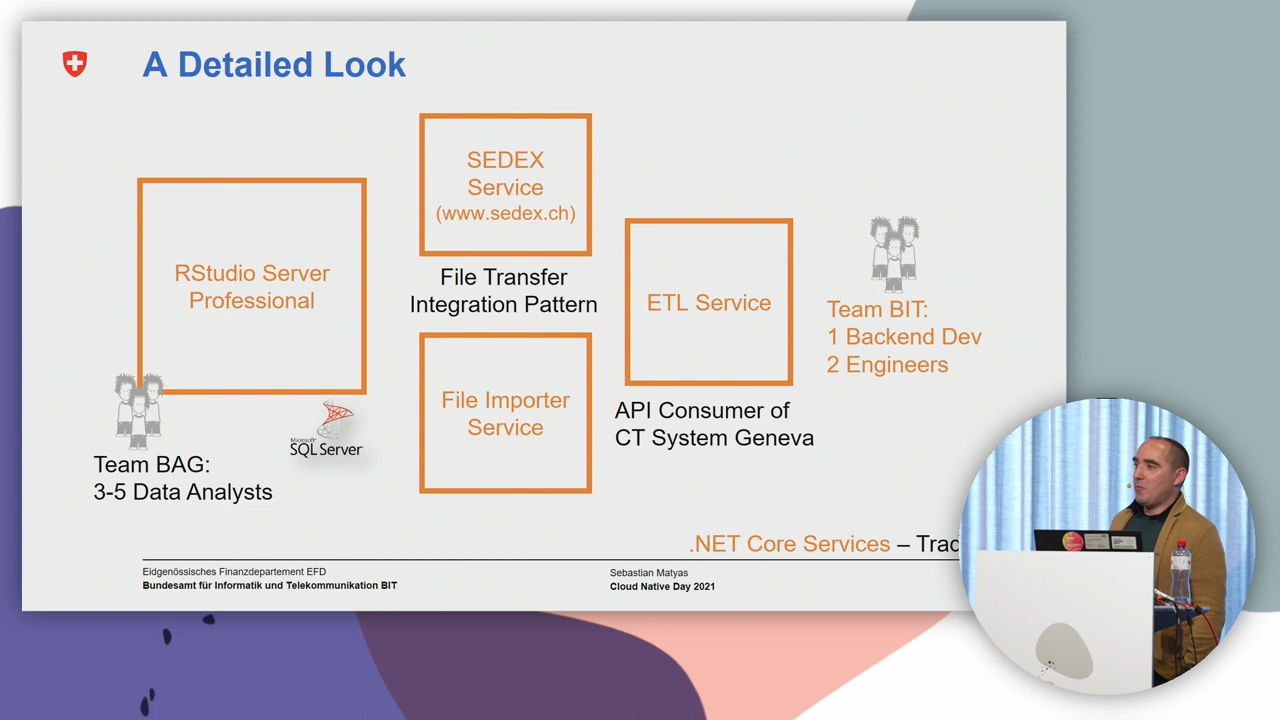 A Detailed Look
SEDEX
Service
(www.sedex.ch)
RStudio Server
Professional
File Transfer
Integration Pattern
ETL Service
Team BIT:
1 Backend Dev
2 Engineers
File Importer
Service
API Consumer of
CT System Geneva
Microsoft
SQL Server
Team BAG:
3-5 Data Analysts
.NET Core Services – Trad
Eidgenössisches Finanzdepartement EFD
Bundesamt für Informatik und Telekommunikation BIT
Sebastian Matyas
Cloud Native Day 2021